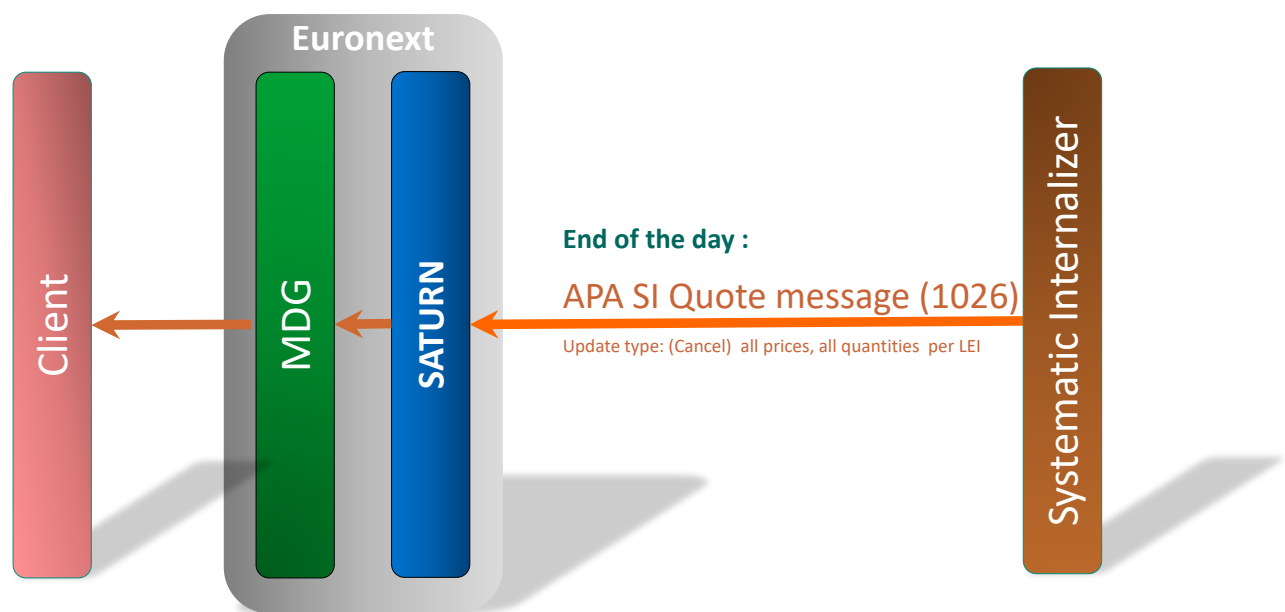 Euronext
Client
MDG
SATURN
End of the day :
APA SI Quote message (1026)
Update type: (Cancel) all prices, all quantities per LEI
Systematic Internalizer